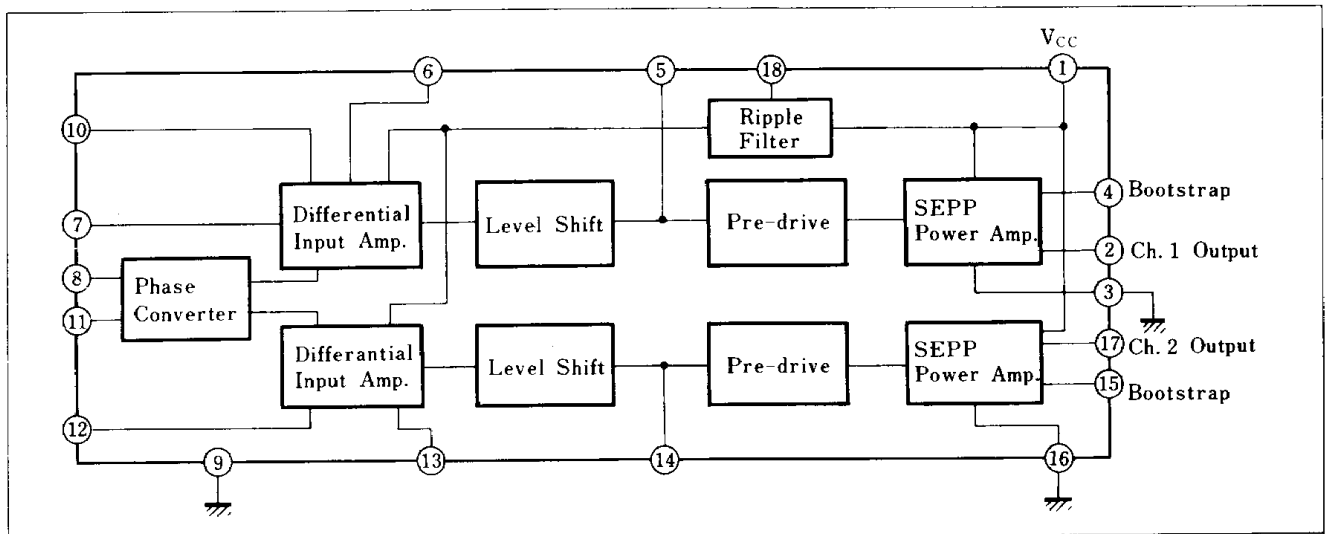 VCC
6
5
18
1
10
Ripple
Filter
4
Bootstrap
7
Differential
Input Amp.
Level Shift
Pre-drive
SEPP
Power Amp.
2
Ch. 1 Output
8
Phase
Converter
3
11
Differantial
Input Amp.
Level Shift
Pre-drive
SEPP
Power Amp.
17
Ch. 2 Output
15
Bootstrap
12
9
13
14
16